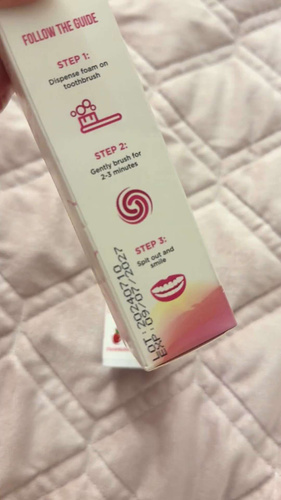 FOLLOW THE GUIDE
STEP 1:
Dispense foam on
toothbrush
STEP 2:
Gently brush for
2-3 minutes
STEP 3:
Spit out and
smile
LOT: 20240710
EXP: 09/07/2027